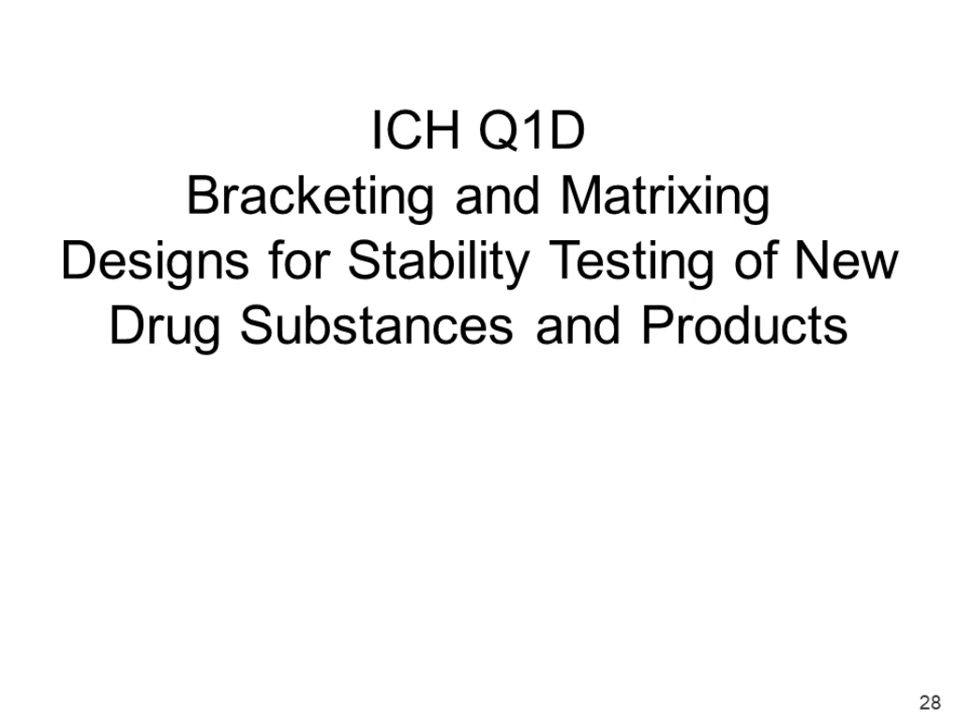 ICH Q1D
Bracketing and Matrixing
Designs for Stability Testing of New
Drug Substances and Products
28